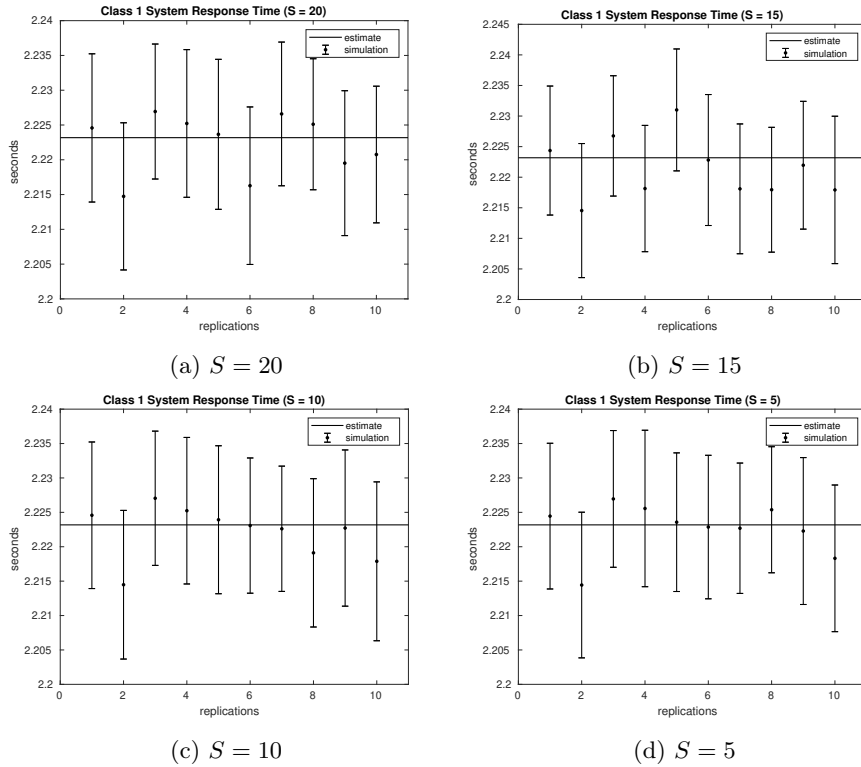 Class 1 System Response Time (S = 20)
2.24
2.235
2.23
2.225
2.22
2.215
2.21
2.205
2.2
seconds
0 2 4 6 8 10
replications
estimate
simulation
(a) S = 20
Class 1 System Response Time (S = 15)
2.25
2.245
2.24
2.235
2.23
2.225
2.22
2.215
2.21
2.205
2.2
seconds
0 2 4 6 8 10
replications
estimate
simulation
(b) S = 15
Class 1 System Response Time (S = 10)
2.24
2.235
2.23
2.225
2.22
2.215
2.21
2.205
2.2
seconds
0 2 4 6 8 10
replications
estimate
simulation
(c) S = 10
Class 1 System Response Time (S = 5)
2.24
2.235
2.23
2.225
2.22
2.215
2.21
2.205
2.2
seconds
0 2 4 6 8 10
replications
estimate
simulation
(d) S = 5